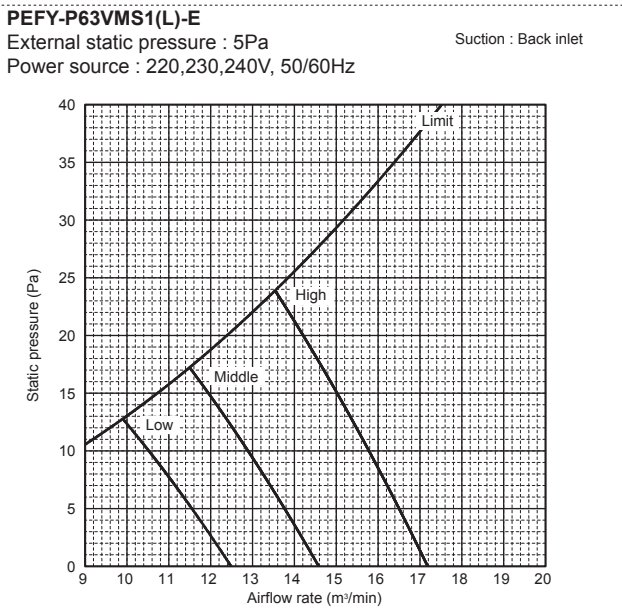 PEFY-P63VMS1(L)-E
External static pressure : 5Pa
Suction : Back inlet
Power source : 220,230,240V, 50/60Hz
40
Limit
35
30
25
High
20
Static pressure (Pa)
15
Middle
Low
10
5
0
9 10 11 12 13 14 15 16 17 18 19 20
Airflow rate (m³/min)